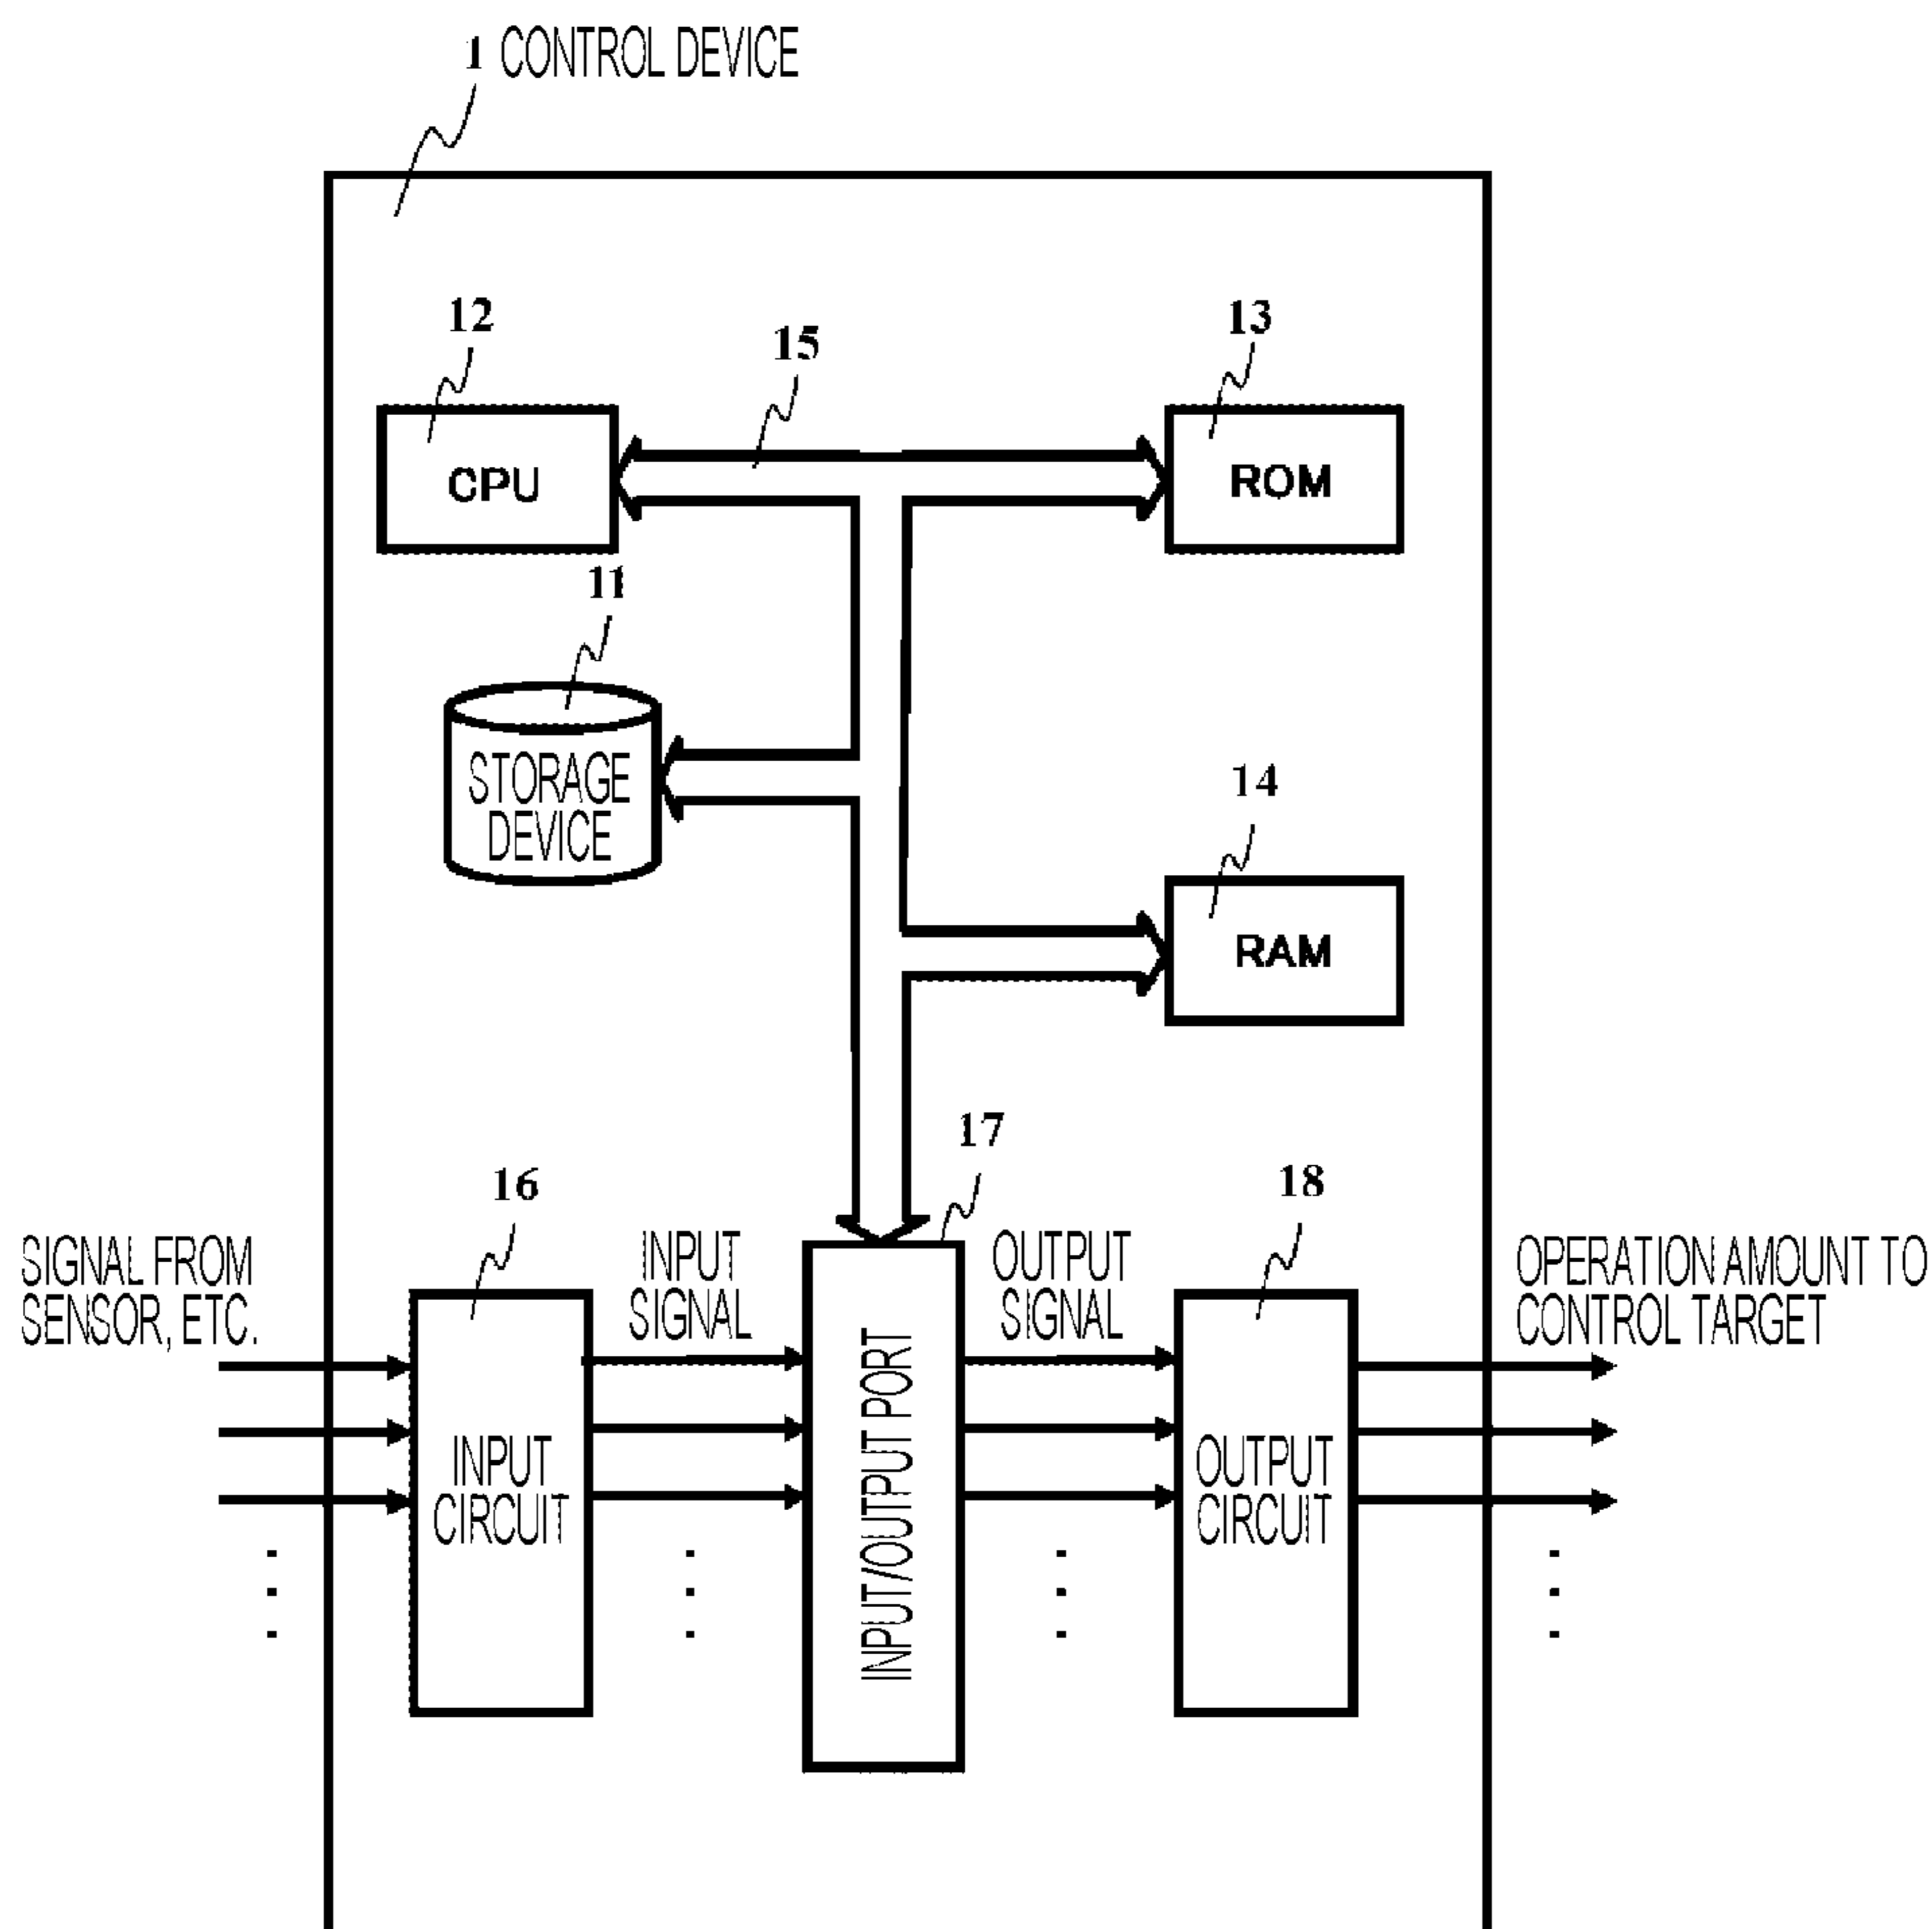 1 CONTROL DEVICE
12
15
13
CPU
ROM
11
STORAGE
DEVICE
14
RAM
17
16
18
SIGNAL FROM
SENSOR, ETC.
INPUT
SIGNAL
OUTPUT
SIGNAL
OPERATION AMOUNT TO
CONTROL TARGET
INPUT
CIRCUIT
INPUT/OUTPUT PORT
OUTPUT
CIRCUIT